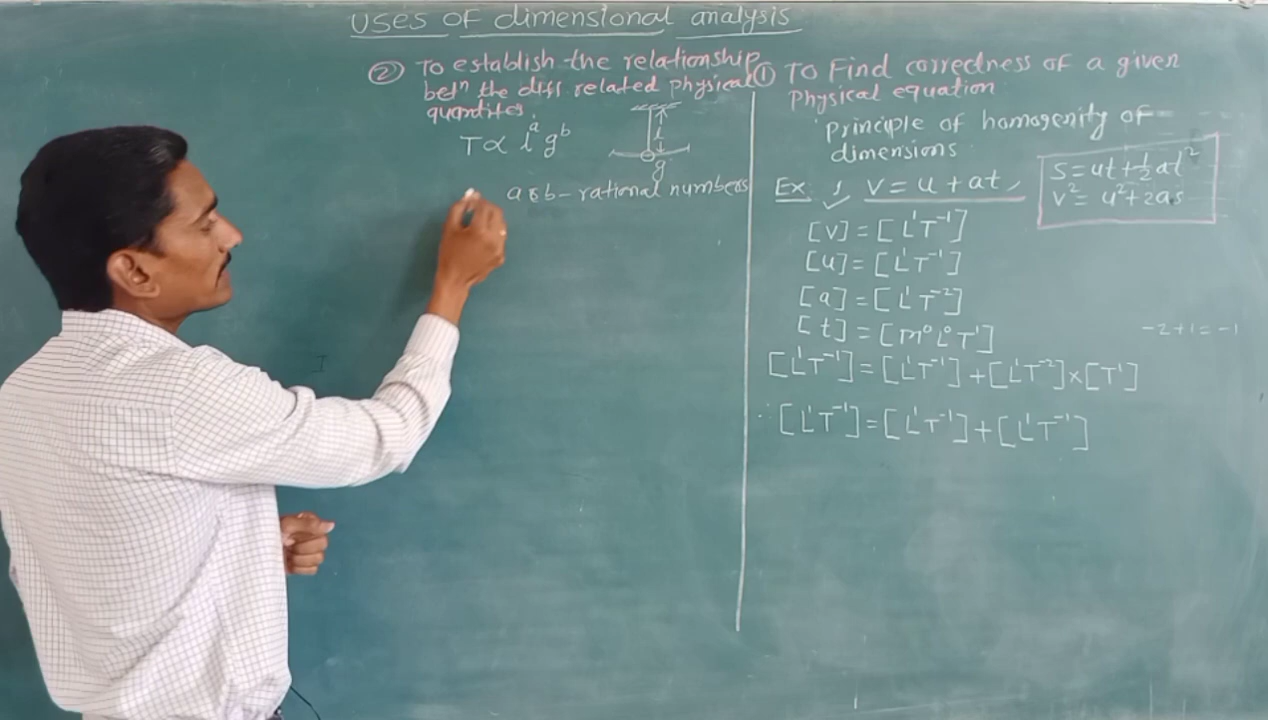 Uses of dimensional analysis
② To establish the relationship
betn the diff related physical
quantites.
T ∝ lᵃ gᵇ
l
g
a & b - rational numbers
① To Find correctness of a given
Physical equation
Principle of homogenity of
dimensions
Ex: 1 v = u + at
S = ut + ½ at²
v² = u² + 2as
[v] = [L¹T⁻¹]
[u] = [L¹T⁻¹]
[a] = [L¹T⁻²]
[t] = [M⁰L⁰T¹]
-2+1 = -1
[L¹T⁻¹] = [L¹T⁻¹] + [L¹T⁻²] × [T¹]
∴ [L¹T⁻¹] = [L¹T⁻¹] + [L¹T⁻¹]